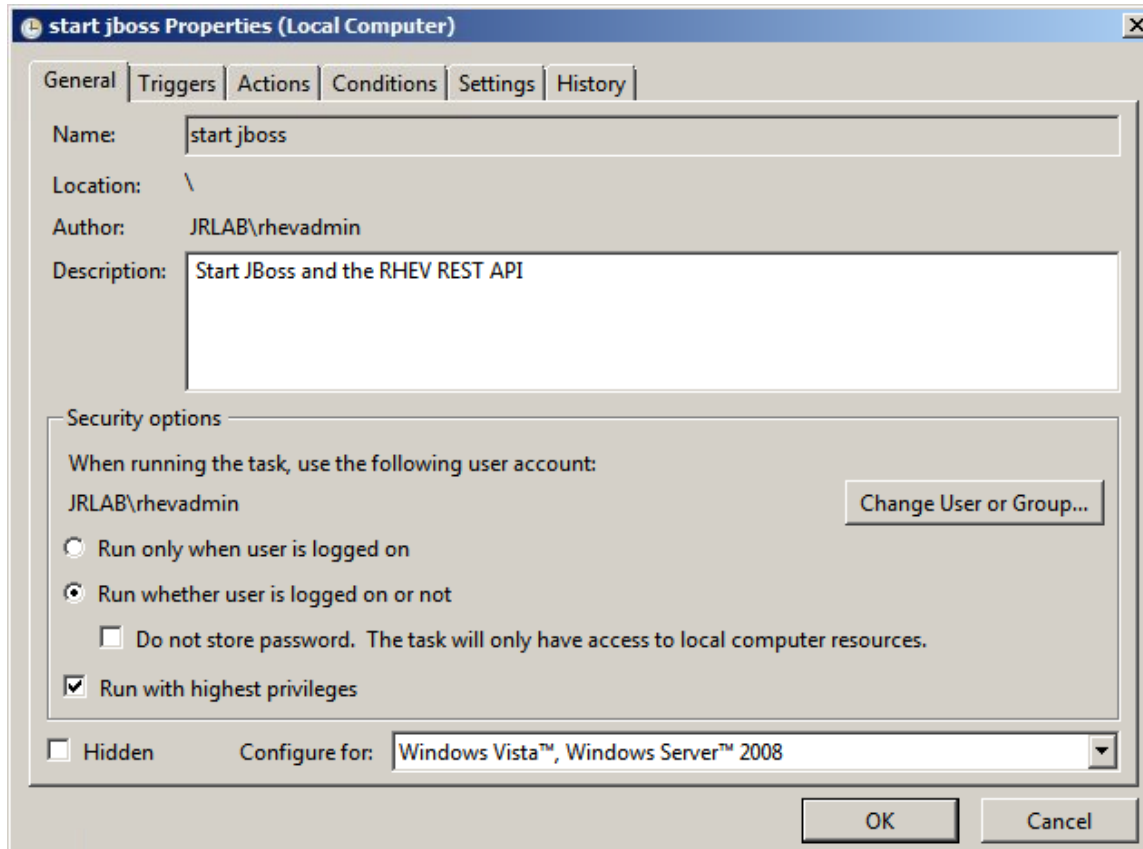 start jboss Properties (Local Computer)
General Triggers Actions Conditions Settings History
Name: start jboss
Location: \
Author: JRLAB\rhevadmin
Description: Start JBoss and the RHEV REST API
Security options
When running the task, use the following user account:
JRLAB\rhevadmin Change User or Group...
Run only when user is logged on
Run whether user is logged on or not
Do not store password. The task will only have access to local computer resources.
Run with highest privileges
Hidden Configure for: Windows Vista™, Windows Server™ 2008
OK Cancel